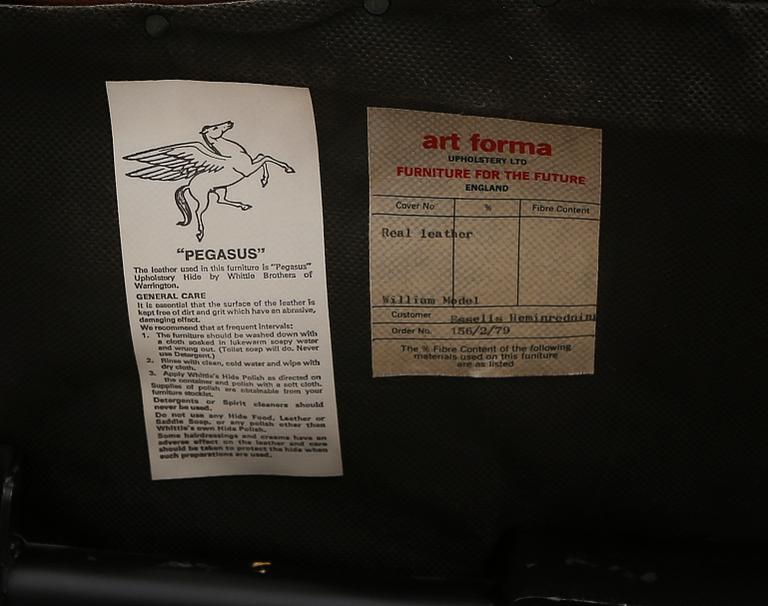 "PEGASUS"
The leather used in this furniture is "Pegasus"
Upholstery Hide by Whittle Brothers of
Warrington.
GENERAL CARE
It is essential that the surface of the leather is
kept free of dirt and grit which have an abrasive,
damaging effect.
We recommend that at frequent intervals:
1. The furniture should be washed down with
a cloth soaked in lukewarm soapy water
and wrung out. (Toilet soap will do. Never
use Detergent.)
2. Rinse with clean, cold water and wipe with
dry cloth.
3. Apply Whittle's Hide Polish as directed on
the container and polish with a soft cloth.
Supplies of polish are obtainable from your
furniture stockist.
Detergents or Spirit cleaners should
never be used.
Do not use any Hide Food, Leather or
Saddle Soap, or any polish other than
Whittle's own Hide Polish.
Some hairdressings and creams have an
adverse effect on the leather and care
should be taken to protect the hide when
such preparations are used.
art forma
UPHOLSTERY LTD
FURNITURE FOR THE FUTURE
ENGLAND
Cover No % Fibre Content
Real leather
William Model
Customer Essells Heminrednin
Order No. 156/2/79
The % Fibre Content of the following
materials used on this funiture
are as listed